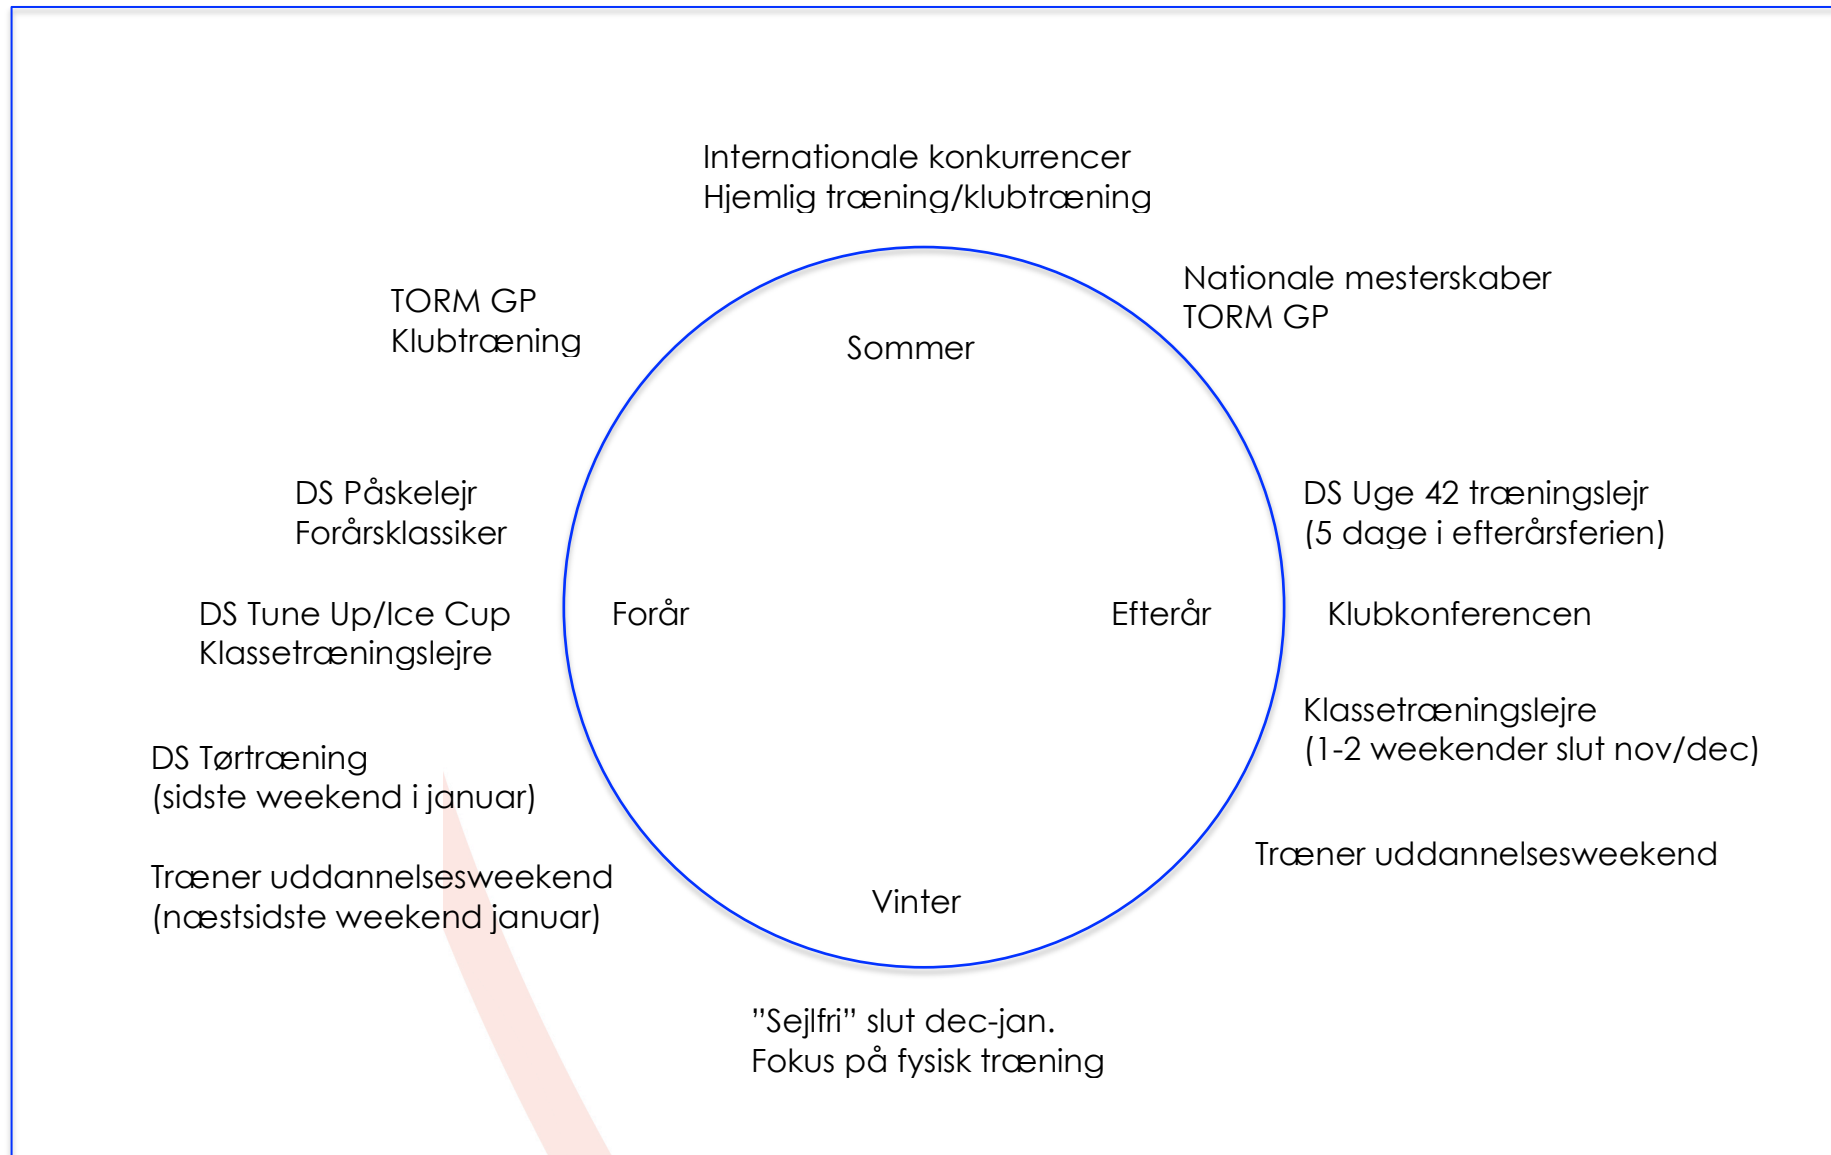 Internationale konkurrencer
Hjemlig træning/klubtræning
Nationale mesterskaber
TORM GP
TORM GP
Klubtræning
Sommer
DS Påskelejr
Forårsklassiker
DS Uge 42 træningslejr
(5 dage i efterårsferien)
DS Tune Up/Ice Cup
Klassetræningslejre
Forår
Efterår
Klubkonferencen
Klassetræningslejre
(1-2 weekender slut nov/dec)
DS Tørtræning
(sidste weekend i januar)
Træner uddannelsesweekend
Træner uddannelsesweekend
(næstsidste weekend januar)
Vinter
”Sejlfri” slut dec-jan.
Fokus på fysisk træning